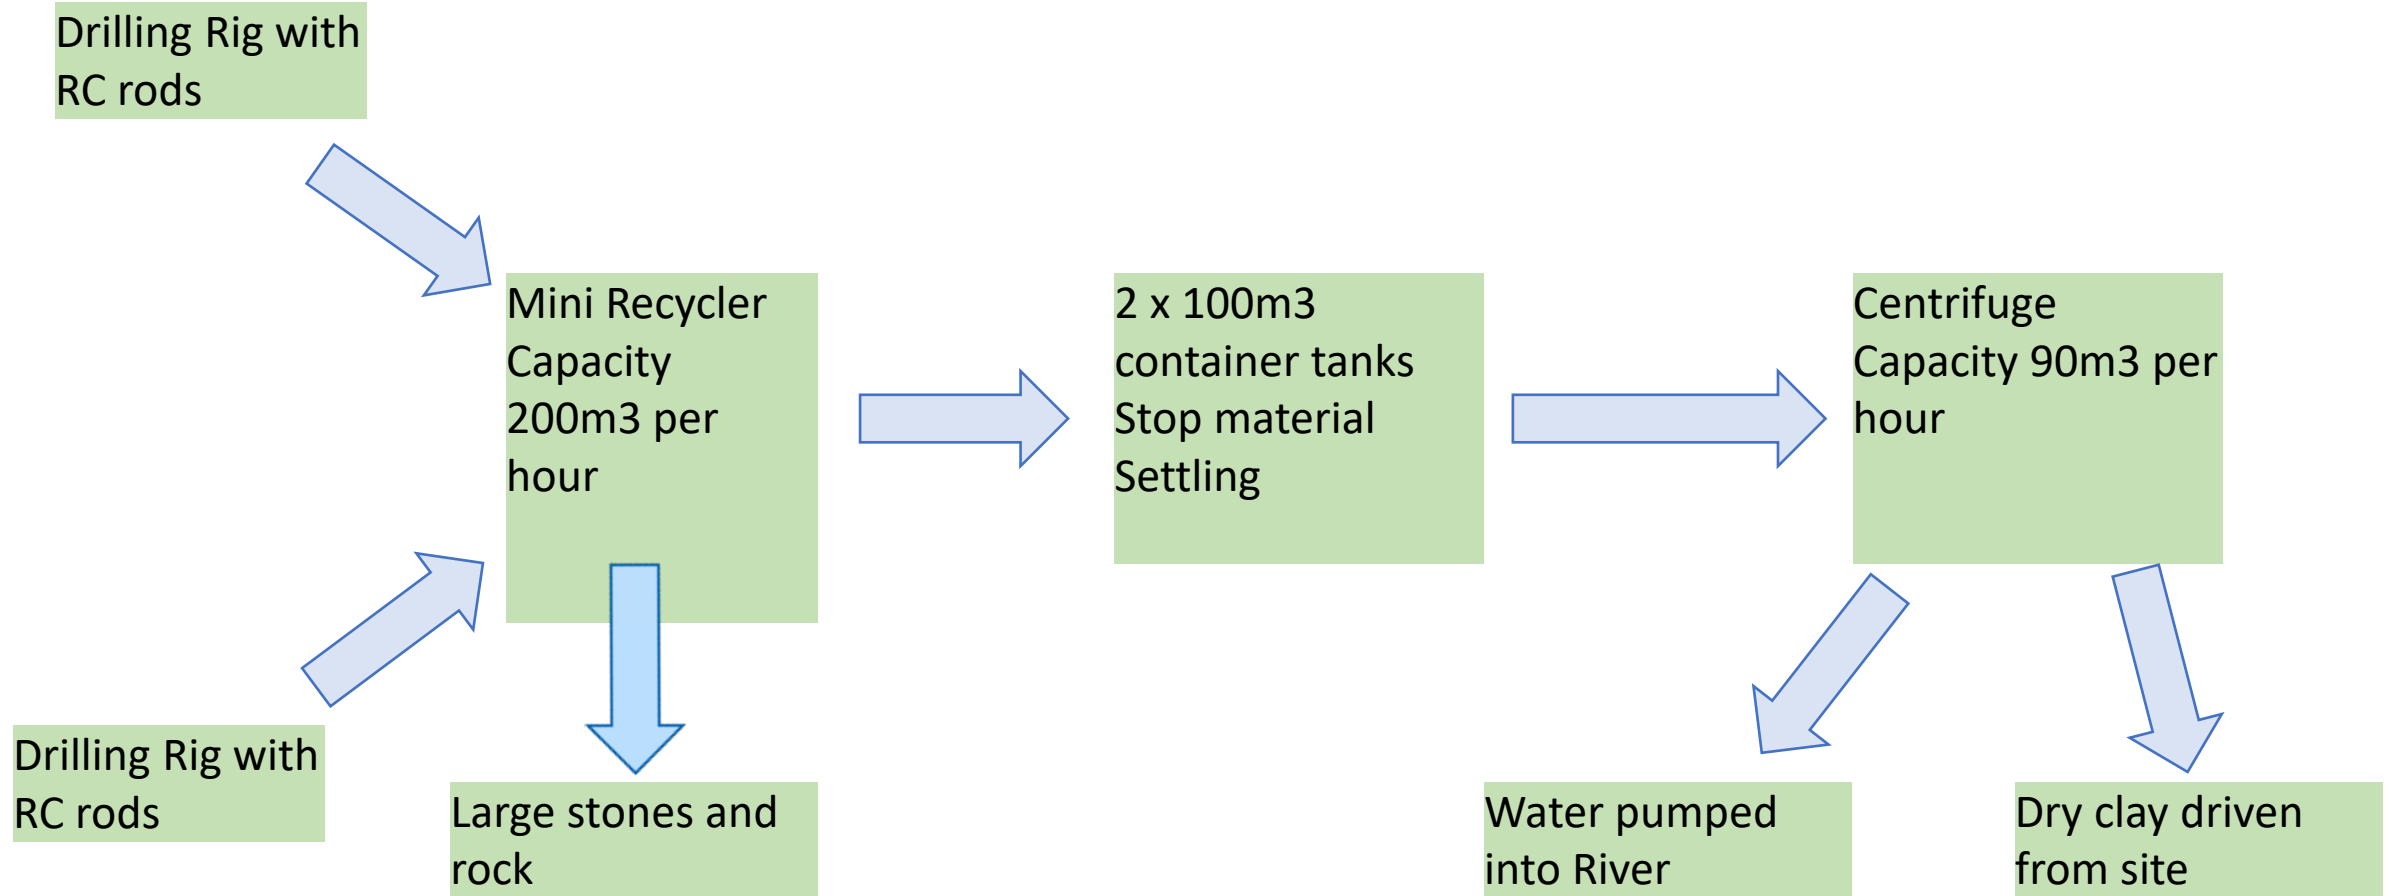 Drilling Rig with
RC rods
Mini Recycler
Capacity
200m3 per
hour
2 x 100m3
container tanks
Stop material
Settling
Centrifuge
Capacity 90m3 per
hour
Drilling Rig with
RC rods
Large stones and
rock
Water pumped
into River
Dry clay driven
from site